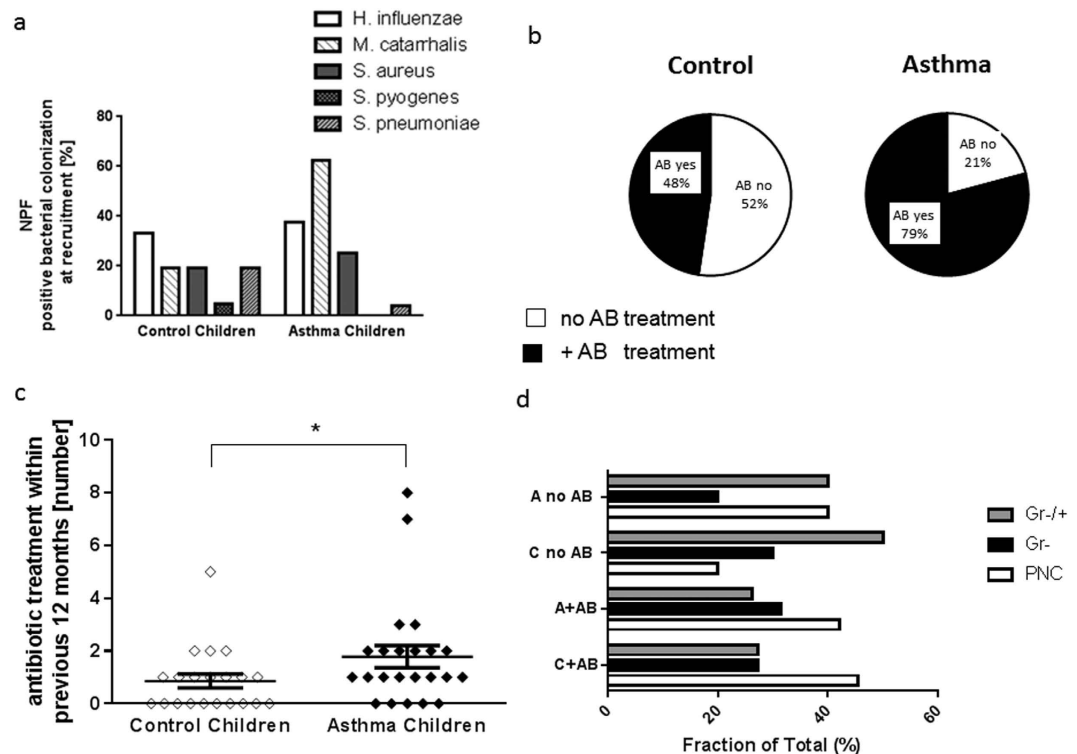 a
H. influenzae
M. catarrhalis
S. aureus
S. pyogenes
S. pneumoniae
NPF
positive bacterial colonization
at recruitment [%]
80
60
40
20
0
Control Children
Asthma Children
b
Control
Asthma
AB yes
48%
AB no
52%
AB no
21%
AB yes
79%
no AB treatment
+ AB treatment
c
antibiotic treatment within
previous 12 months [number]
10
8
6
4
2
0
*
Control Children
Asthma Children
d
A no AB
C no AB
A+AB
C+AB
0
20
40
60
Fraction of Total (%)
Gr-/+
Gr-
PNC